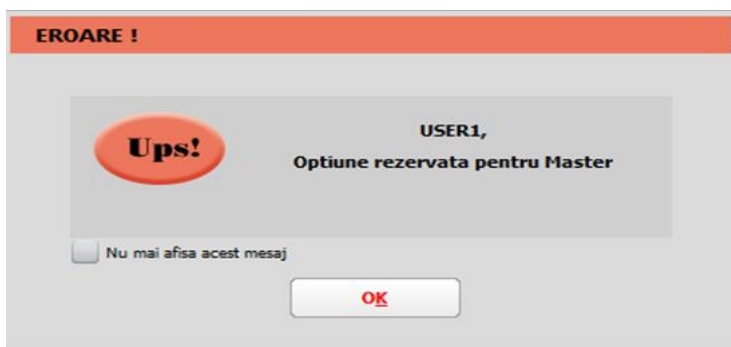 EROARE !
Ups!
USER1,
Optiune rezervata pentru Master
Nu mai afisa acest mesaj
OK